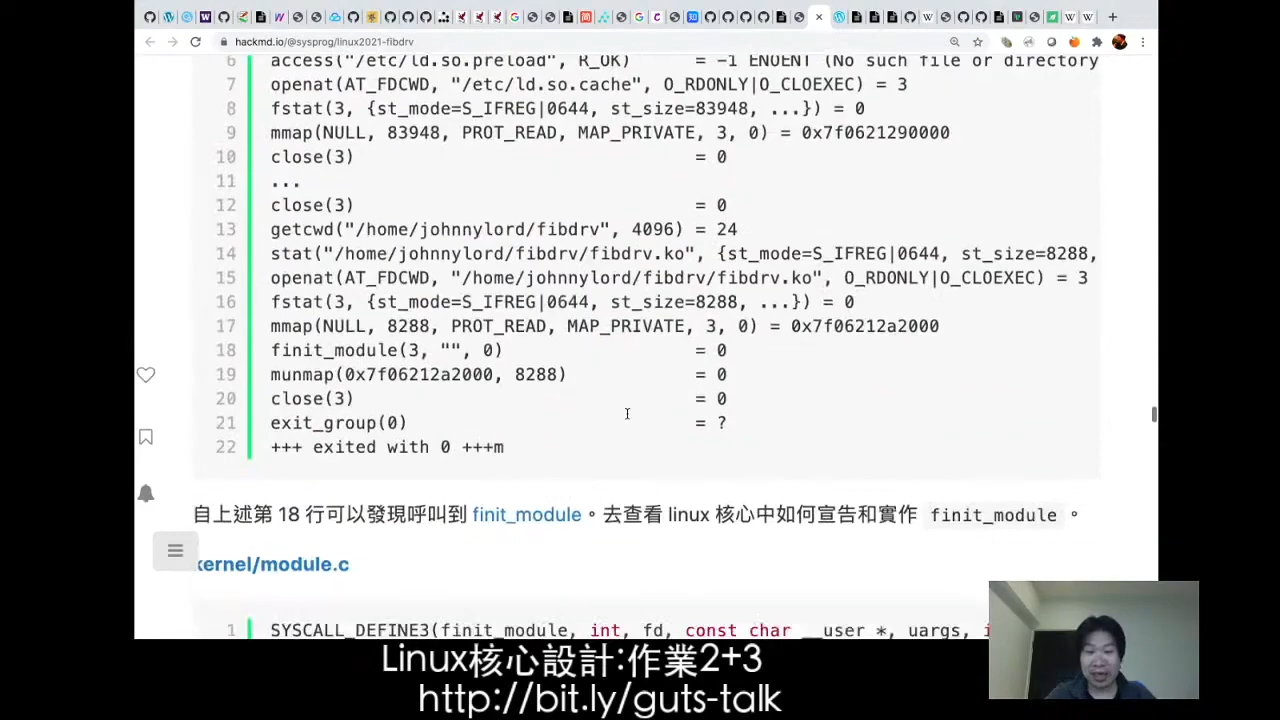 hackmd.io/@sysprog/linux2021-fibdrv
6 access("/etc/ld.so.preload", R_OK) = -1 ENOENT (No such file or directory
7 openat(AT_FDCWD, "/etc/ld.so.cache", O_RDONLY|O_CLOEXEC) = 3
8 fstat(3, {st_mode=S_IFREG|0644, st_size=83948, ...}) = 0
9 mmap(NULL, 83948, PROT_READ, MAP_PRIVATE, 3, 0) = 0x7f0621290000
10 close(3) = 0
11 ...
12 close(3) = 0
13 getcwd("/home/johnnylord/fibdrv", 4096) = 24
14 stat("/home/johnnylord/fibdrv/fibdrv.ko", {st_mode=S_IFREG|0644, st_size=8288,
15 openat(AT_FDCWD, "/home/johnnylord/fibdrv/fibdrv.ko", O_RDONLY|O_CLOEXEC) = 3
16 fstat(3, {st_mode=S_IFREG|0644, st_size=8288, ...}) = 0
17 mmap(NULL, 8288, PROT_READ, MAP_PRIVATE, 3, 0) = 0x7f06212a2000
18 finit_module(3, "", 0) = 0
19 munmap(0x7f06212a2000, 8288) = 0
20 close(3) = 0
21 exit_group(0) = ?
22 +++ exited with 0 +++m
自上述第 18 行可以發現呼叫到 finit_module。去查看 linux 核心中如何宣告和實作 finit_module 。
kernel/module.c
1 SYSCALL_DEFINE3(finit_module, int, fd, const char __user *, uargs, i
Linux核心設計:作業2+3
http://bit.ly/guts-talk